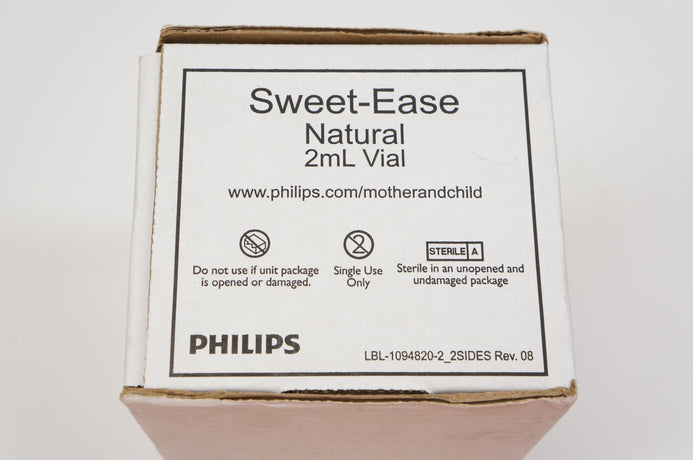 Sweet-Ease
Natural
2mL Vial
www.philips.com/motherandchild
Do not use if unit package
is opened or damaged.
2
Single Use
Only
STERILE A
Sterile in an unopened and
undamaged package
PHILIPS
LBL-1094820-2_2SIDES Rev. 08